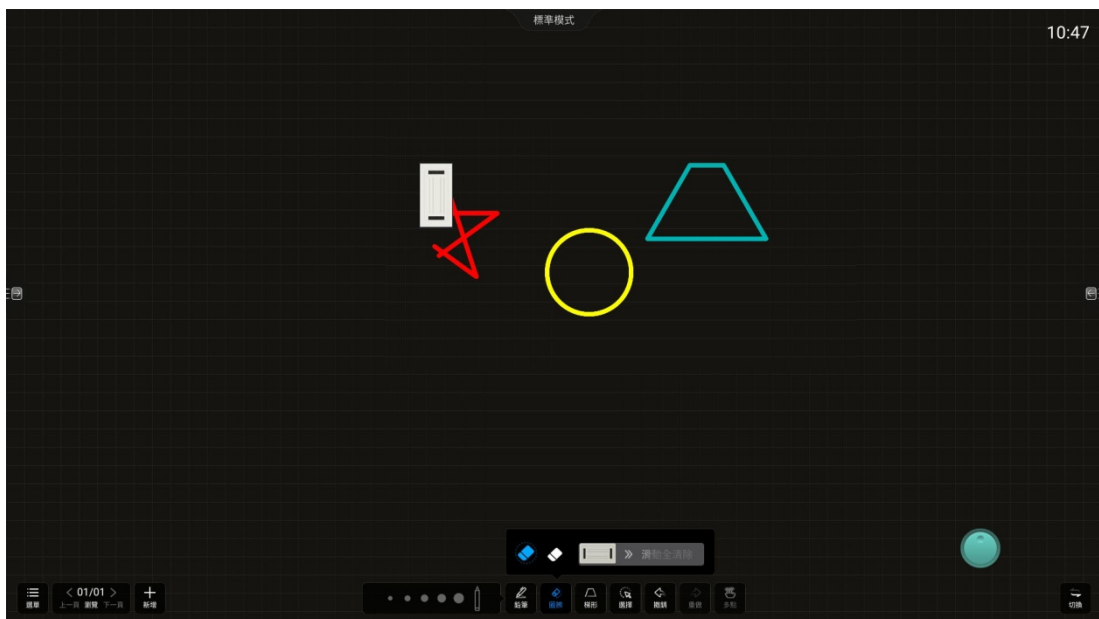 標準模式
10:47
滑動全清除
選單
< 01/01 >
上一頁 瀏覽 下一頁
新增
鉛筆
圖擦
梯形
選擇
撤銷
重做
多點
切換